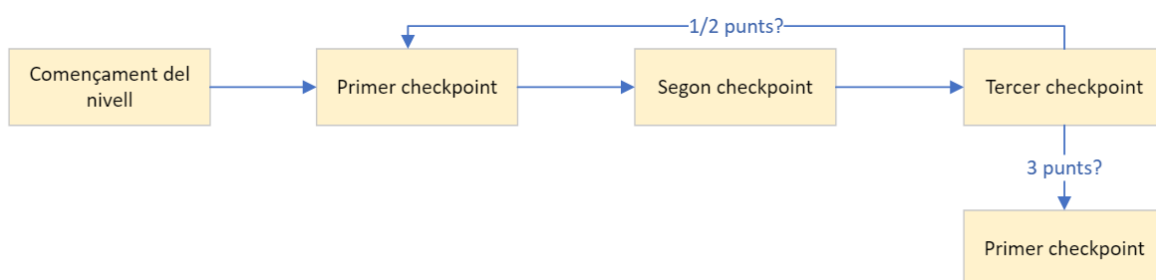 1/2 punts?
Començament del
nivell
Primer checkpoint
Segon checkpoint
Tercer checkpoint
3 punts?
Primer checkpoint